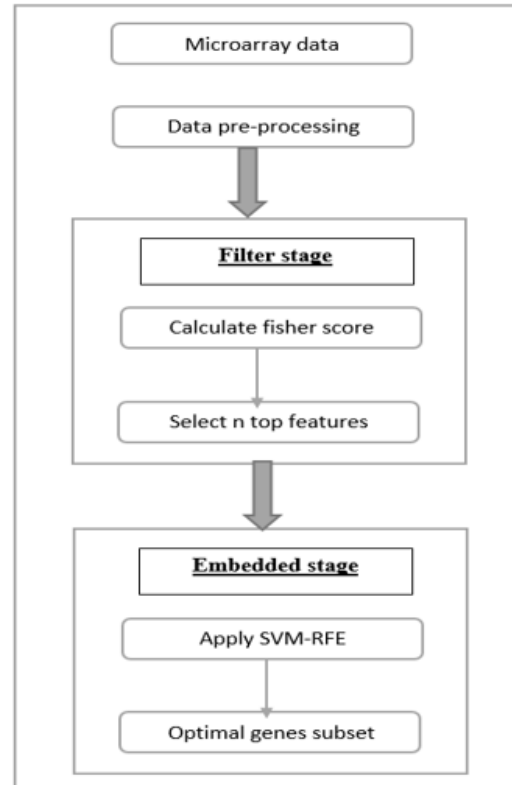 Microarray data
Data pre-processing
Filter stage
Calculate fisher score
Select n top features
Embedded stage
Apply SVM-RFE
Optimal genes subset